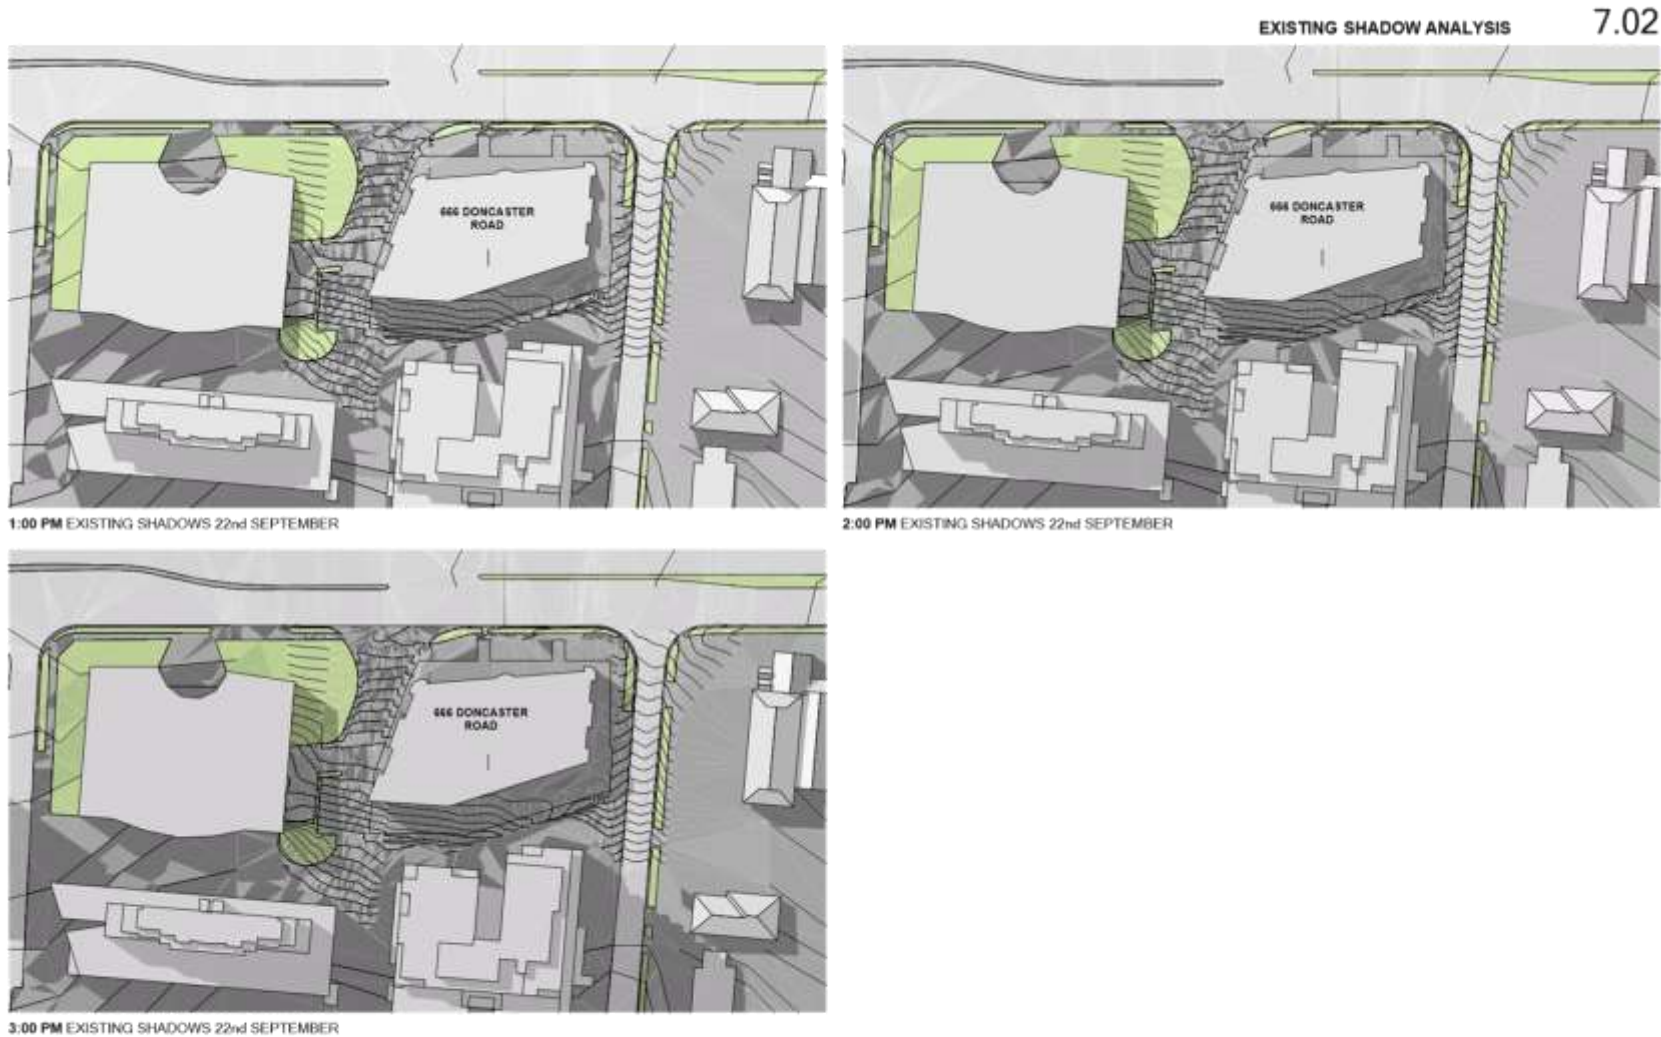 EXISTING SHADOW ANALYSIS 7.02
666 DONCASTER
ROAD
666 DONCASTER
ROAD
1:00 PM EXISTING SHADOWS 22nd SEPTEMBER
2:00 PM EXISTING SHADOWS 22nd SEPTEMBER
666 DONCASTER
ROAD
3:00 PM EXISTING SHADOWS 22nd SEPTEMBER